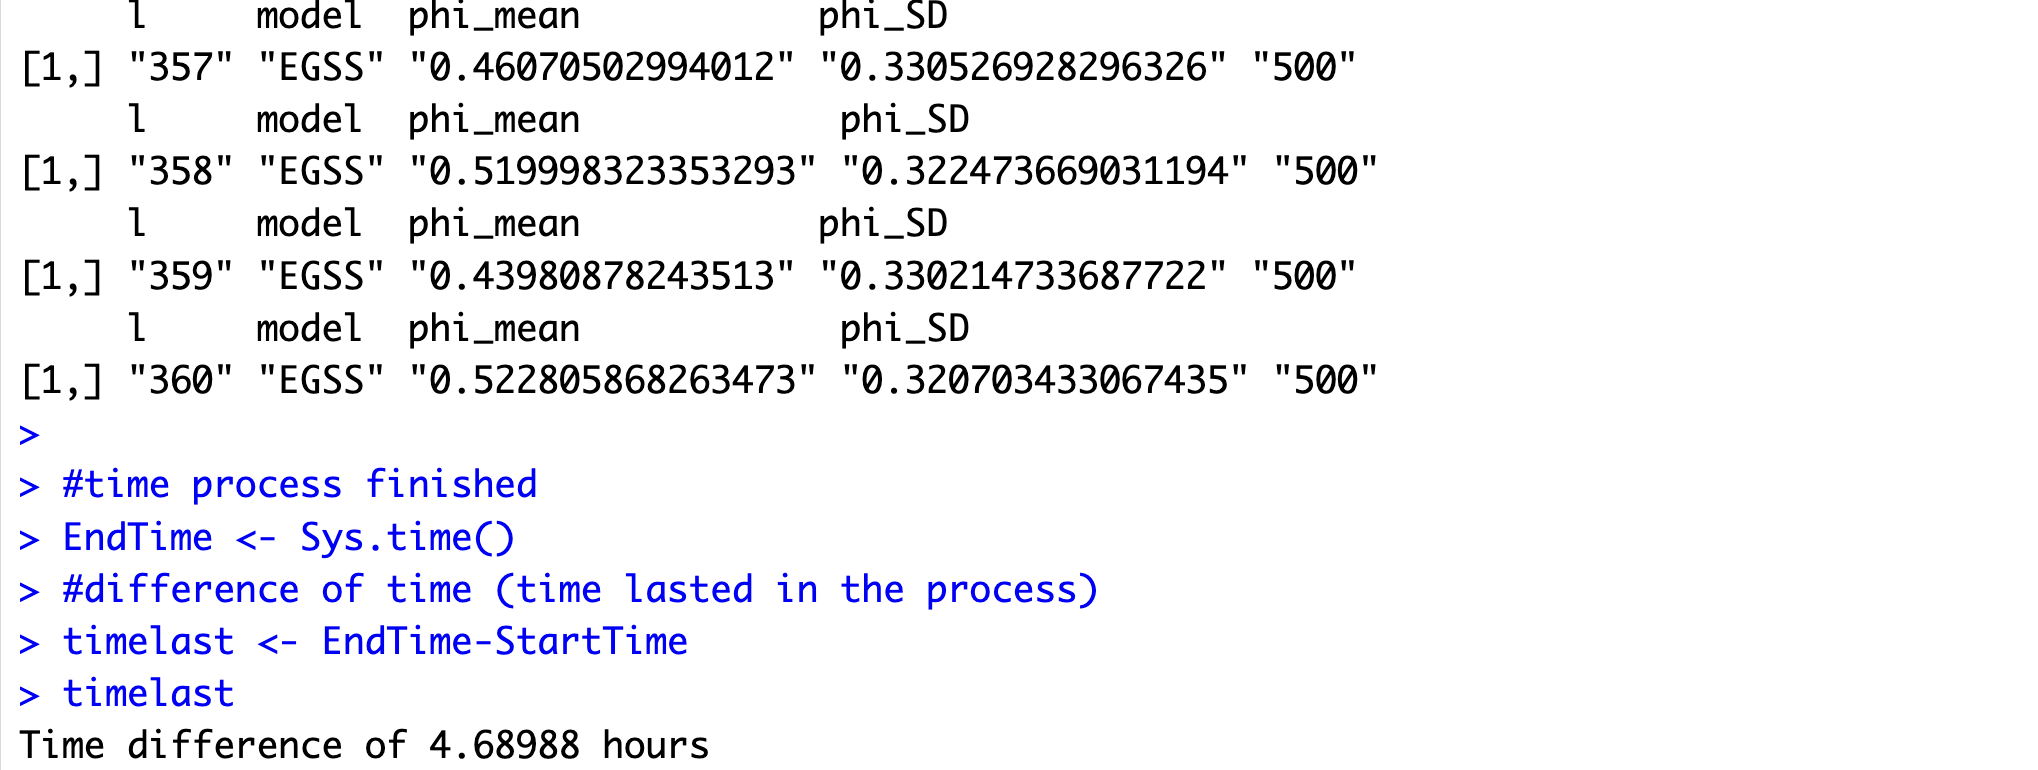 l model phi_mean phi_SD
[1,] "357" "EGSS" "0.46070502994012" "0.330526928296326" "500"
l model phi_mean phi_SD
[1,] "358" "EGSS" "0.519998323353293" "0.322473669031194" "500"
l model phi_mean phi_SD
[1,] "359" "EGSS" "0.43980878243513" "0.330214733687722" "500"
l model phi_mean phi_SD
[1,] "360" "EGSS" "0.522805868263473" "0.320703433067435" "500"
>
> #time process finished
> EndTime <- Sys.time()
> #difference of time (time lasted in the process)
> timelast <- EndTime-StartTime
> timelast
Time difference of 4.68988 hours